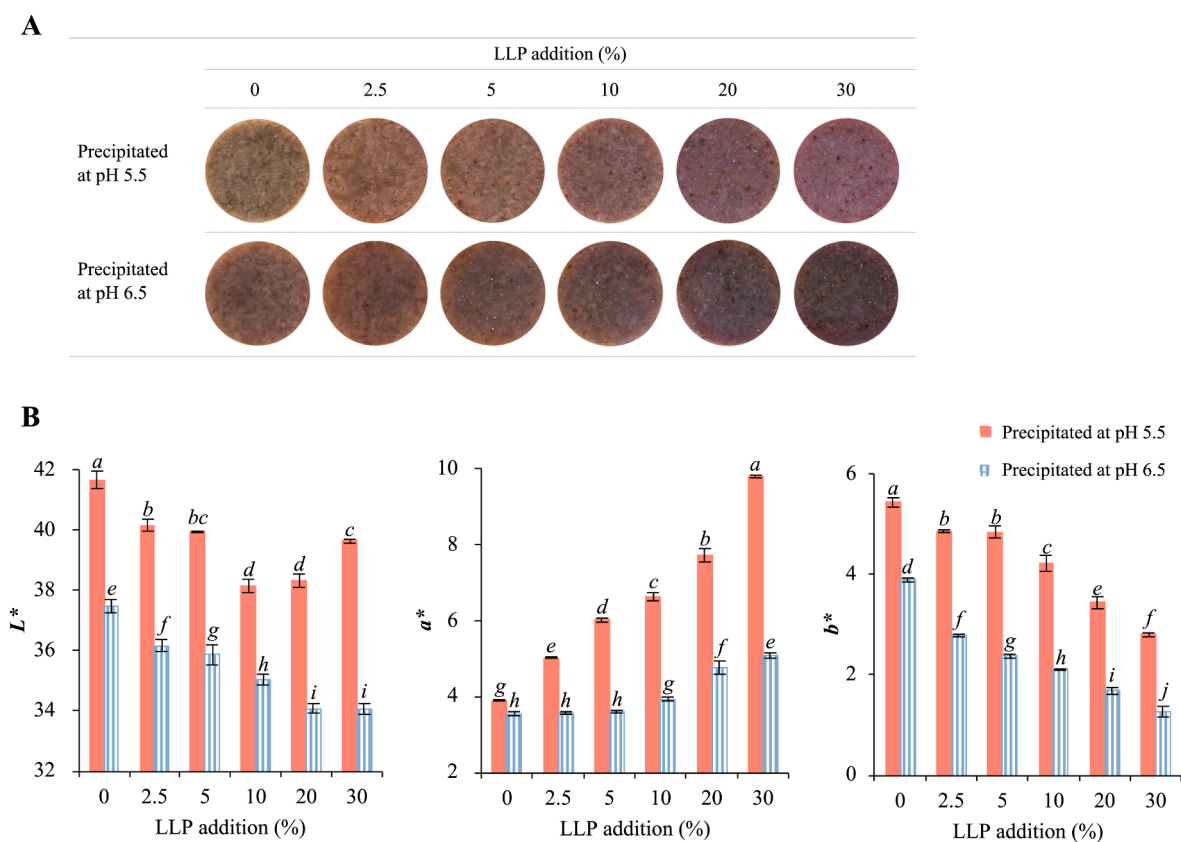 A
LLP addition (%)
0 2.5 5 10 20 30
Precipitated
at pH 5.5
Precipitated
at pH 6.5
B
Precipitated at pH 5.5
Precipitated at pH 6.5
42
40
38
36
34
32
L*
a
b
bc
d
d
c
e
f
g
h
i
i
0 2.5 5 10 20 30
LLP addition (%)
10
8
6
4
2
a*
g
e
d
c
b
a
h
h
h
g
f
e
0 2.5 5 10 20 30
LLP addition (%)
6
4
2
0
b*
a
b
b
c
e
f
d
f
g
h
i
j
0 2.5 5 10 20 30
LLP addition (%)